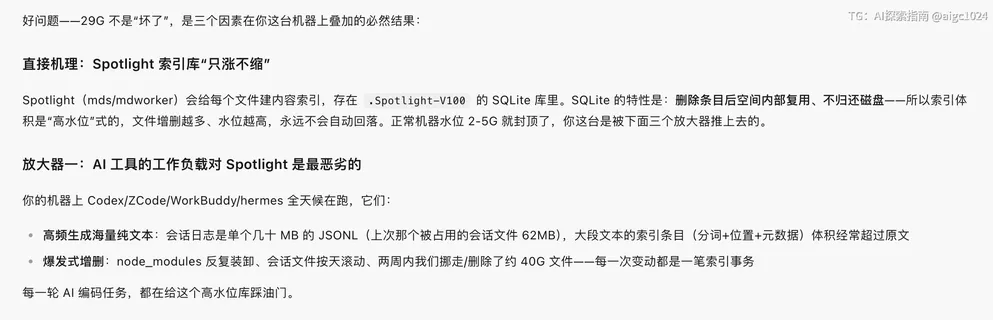 TG：AI探索指南 @aigc1024
好问题——29G 不是“坏了”，是三个因素在你这台机器上叠加的必然结果：
直接机理：Spotlight 索引库“只涨不缩”
Spotlight（mds/mdworker）会给每个文件建内容索引，存在 .Spotlight-V100 的 SQLite 库里。SQLite 的特性是：删除条目后空间内部复用、不归还磁盘——所以索引体
积是“高水位”式的，文件增删越多、水位越高，永远不会自动回落。正常机器水位 2-5G 就封顶了，你这台是被下面三个放大器推上去的。
放大器一：AI 工具的工作负载对 Spotlight 是最恶劣的
你的机器上 Codex/ZCode/WorkBuddy/hermes 全天候在跑，它们：
• 高频生成海量纯文本：会话日志是单个几十 MB 的 JSONL（上次那个被占用的会话文件 62MB），大段文本的索引条目（分词+位置+元数据）体积经常超过原文
• 爆发式增删：node_modules 反复装卸、会话文件按天滚动、两周内我们挪走/删除了约 40G 文件——每一次变动都是一笔索引事务
每一轮 AI 编码任务，都在给这个高水位库踩油门。